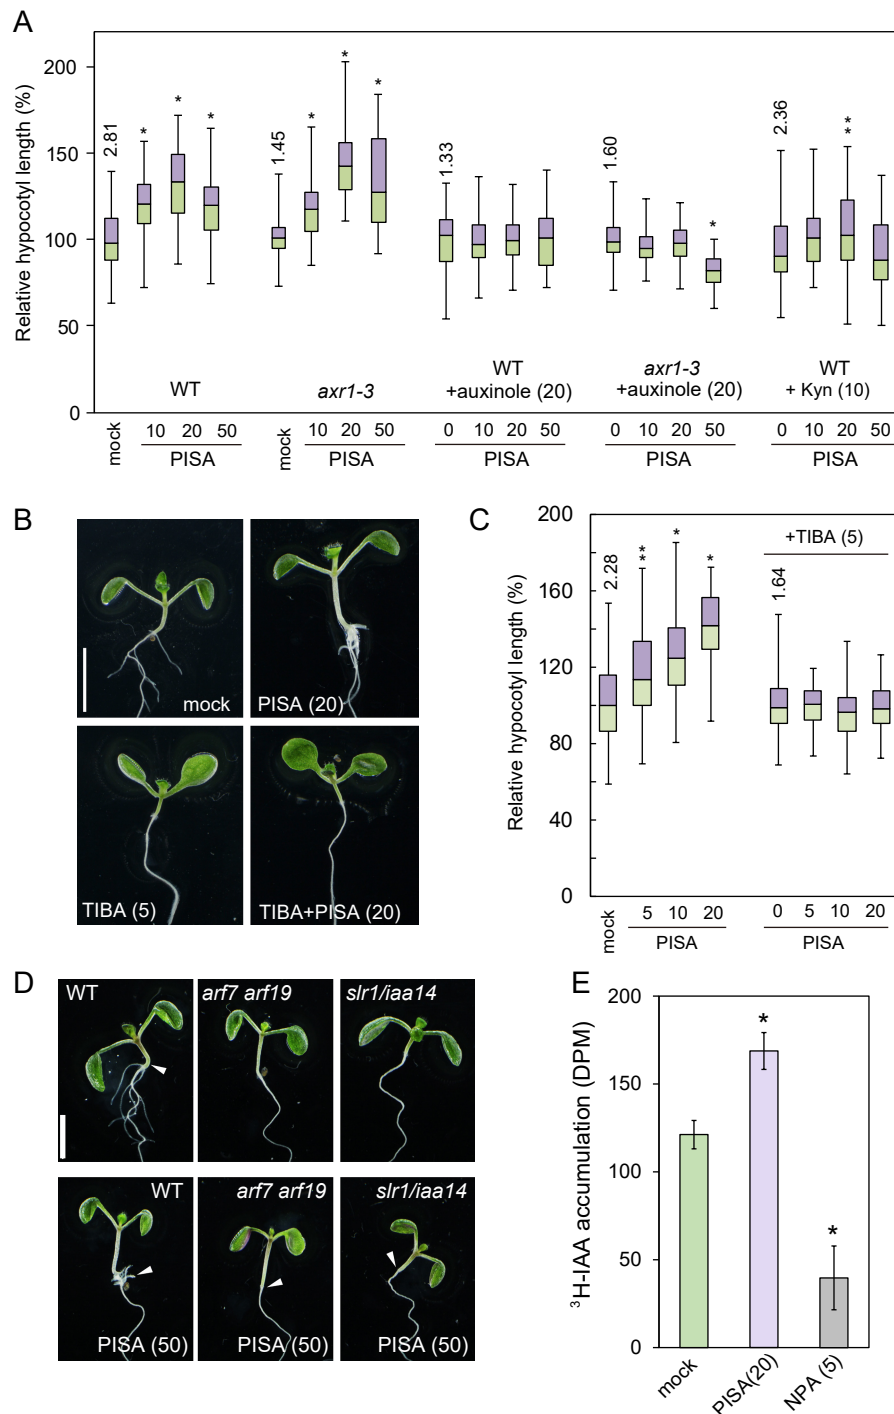 A
Relative hypocotyl length (%)
200
150
100
50
0
2.81
*
*
*
1.45
*
*
*
1.33
1.60
*
2.36
**
WT
axr1-3
WT
+auxinole (20)
axr1-3
+auxinole (20)
WT
+ Kyn (10)
mock
10 20 50
PISA
mock
10 20 50
PISA
0 10 20 50
PISA
0 10 20 50
PISA
0 10 20 50
PISA
B
mock
PISA (20)
TIBA (5)
TIBA+PISA (20)
C
Relative hypocotyl length (%)
200
160
120
80
40
0
2.28
**
*
*
+TIBA (5)
1.64
mock
5 10 20
PISA
0 5 10 20
PISA
D
WT
arf7 arf19
slr1/iaa14
WT
PISA (50)
arf7 arf19
PISA (50)
slr1/iaa14
PISA (50)
E
³H-IAA accumulation (DPM)
200
150
100
50
0
*
*
mock
PISA(20)
NPA (5)